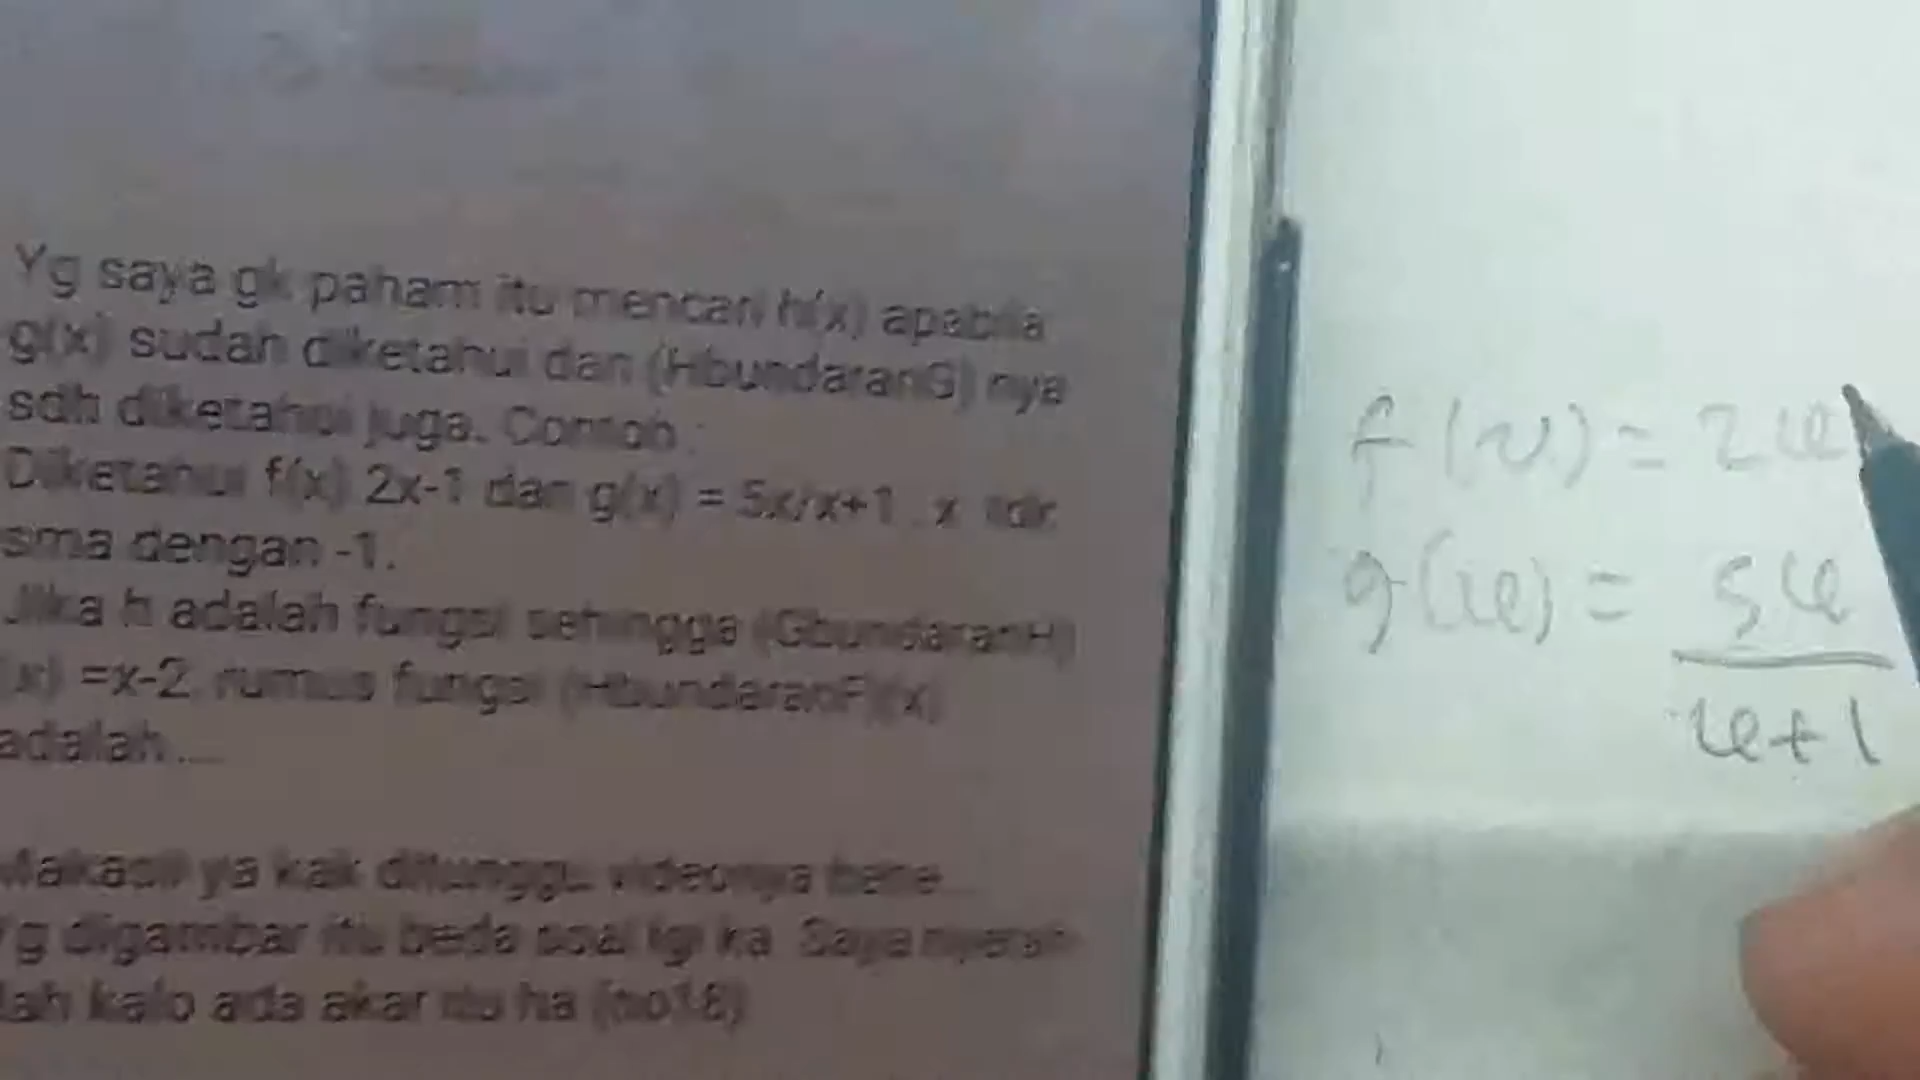 Yg saya gk paham itu mencari h(x) apabila
g(x) sudah diketahui dan (HbundaranG) nya
sdh diketahui juga. Contoh :
Diketahui f(x) 2x-1 dan g(x) = 5x/x+1 , x tdk
sma dengan -1.
Jika h adalah fungsi sehingga (GbundaranH)
(x) =x-2, rumus fungsi (HbundaranF)(x)
adalah....
Makasii ya kak ditunggu videonya
Yg digambar itu beda soal lgi ka Saya
lah kalo ada akar itu ha (no18)
f(x) = 2x
g(x) = 5x
x+1